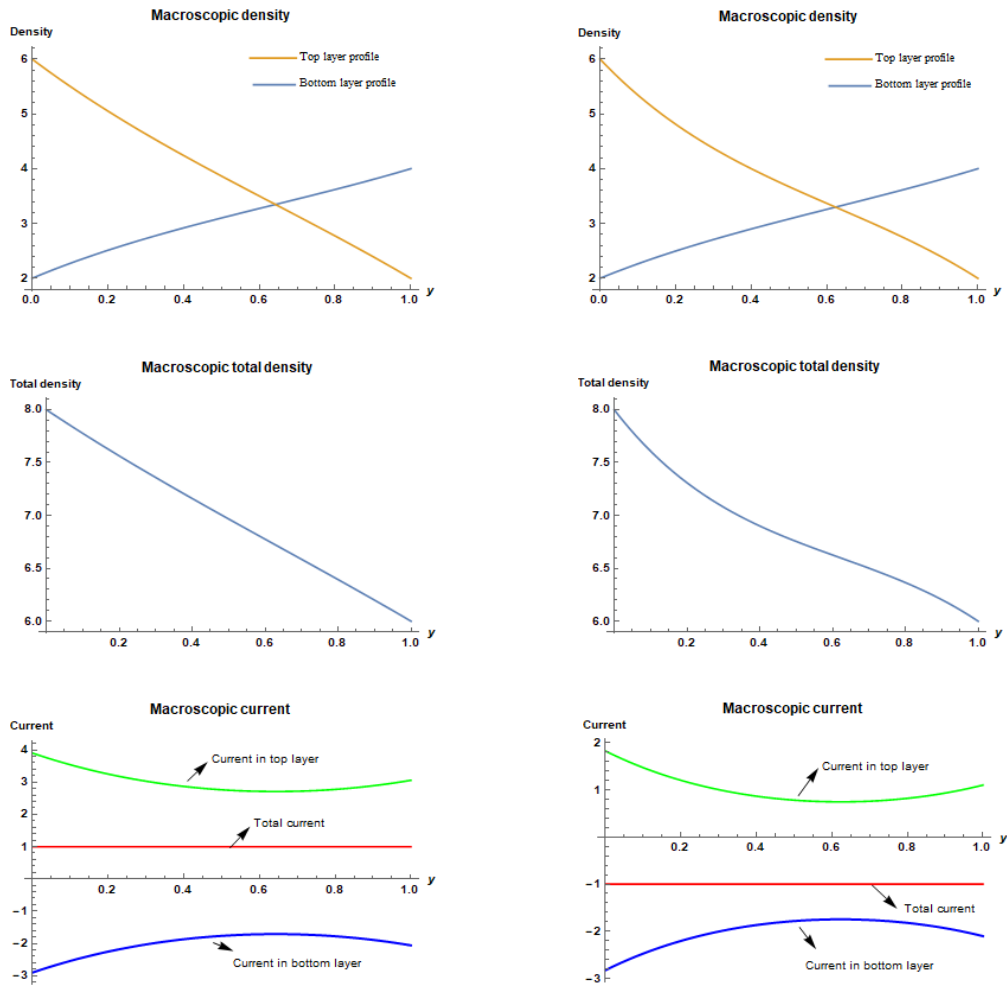 Macroscopic density
Density
Top layer profile
Bottom layer profile
6
5
4
3
2
0.0 0.2 0.4 0.6 0.8 1.0 y
Macroscopic density
Density
Top layer profile
Bottom layer profile
6
5
4
3
2
0.0 0.2 0.4 0.6 0.8 1.0 y
Macroscopic total density
Total density
8.0
7.5
7.0
6.5
6.0
0.2 0.4 0.6 0.8 1.0 y
Macroscopic total density
Total density
8.0
7.5
7.0
6.5
6.0
0.2 0.4 0.6 0.8 1.0 y
Macroscopic current
Current
4
Current in top layer
3
2
Total current
1
0.2 0.4 0.6 0.8 1.0 y
-1
-2
Current in bottom layer
-3
Macroscopic current
Current
2
Current in top layer
1
0.2 0.4 0.6 0.8 1.0 y
-1
Total current
-2
Current in bottom layer
-3